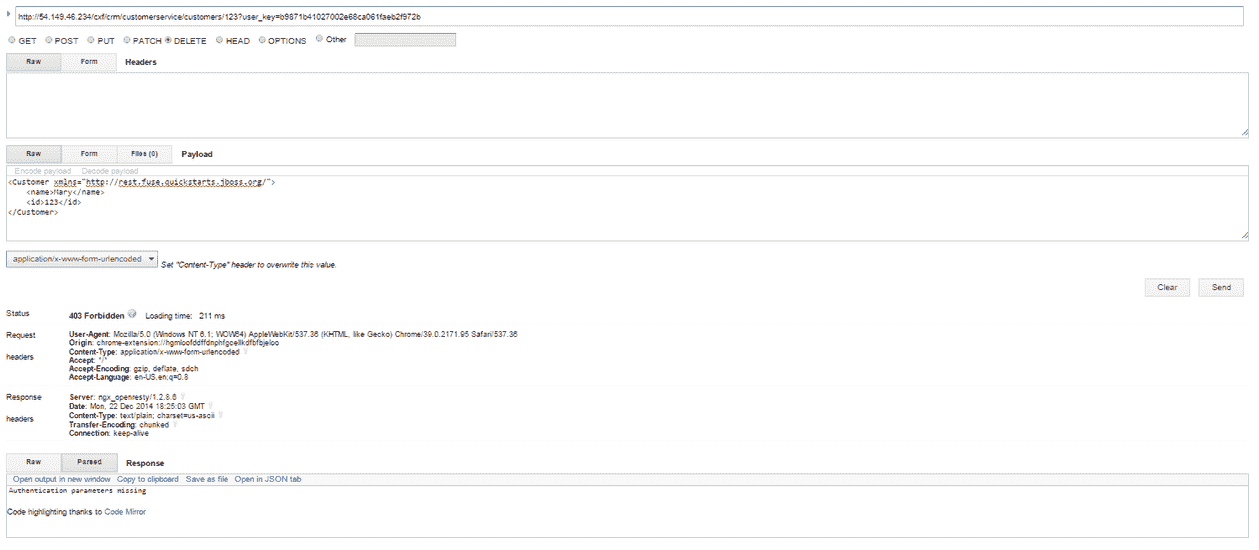 http://54.149.46.234/cxf/crm/customerservice/customers/123?user_key=b9871b41027002e68ca061faeb2f972b
GET POST PUT PATCH DELETE HEAD OPTIONS Other
Raw Form Headers
Raw Form Files (0) Payload
Encode payload Decode payload
<Customer xmlns="http://rest.fuse.quickstarts.jboss.org/">
<name>Mary</name>
<id>123</id>
</Customer>
application/x-www-form-urlencoded Set "Content-Type" header to overwrite this value.
Clear Send
Status 403 Forbidden Loading time: 211 ms
Request headers
User-Agent: Mozilla/5.0 (Windows NT 6.1; WOW64) AppleWebKit/537.36 (KHTML, like Gecko) Chrome/39.0.2171.95 Safari/537.36
Origin: chrome-extension://hgmloofddffdnphfgcellkdfbfbjeloo
Content-Type: application/x-www-form-urlencoded
Accept: */*
Accept-Encoding: gzip, deflate, sdch
Accept-Language: en-US,en;q=0.8
Response headers
Server: ngx_openresty/1.2.8.6
Date: Mon, 22 Dec 2014 18:25:03 GMT
Content-Type: text/plain; charset=us-ascii
Transfer-Encoding: chunked
Connection: keep-alive
Raw Parsed Response
Open output in new window Copy to clipboard Save as file Open in JSON tab
Authentication parameters missing
Code highlighting thanks to Code Mirror